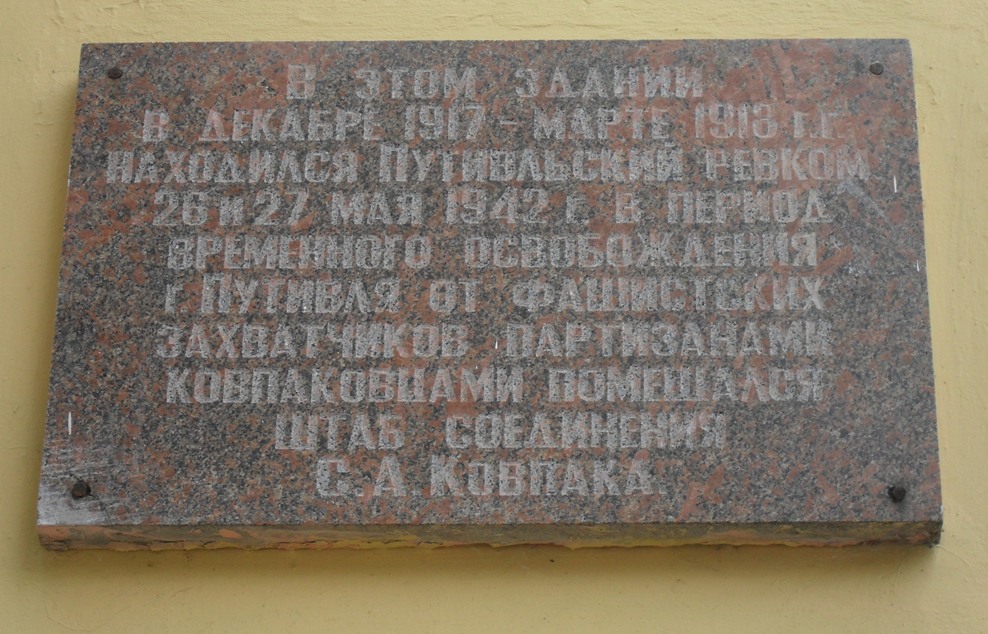 В ЭТОМ ЗДАНИИ
В ДЕКАБРЕ 1917 - МАРТЕ 1918 Г.Г.
НАХОДИЛСЯ ПУТИВЛЬСКИЙ РЕВКОМ
26 И 27 МАЯ 1942 Г. В ПЕРИОД
ВРЕМЕННОГО ОСВОБОЖДЕНИЯ
Г. ПУТИВЛЯ ОТ ФАШИСТСКИХ
ЗАХВАТЧИКОВ ПАРТИЗАНАМИ
КОВПАКОВЦАМИ ПОМЕЩАЛСЯ
ШТАБ СОЕДИНЕНИЯ
С. А. КОВПАКА.